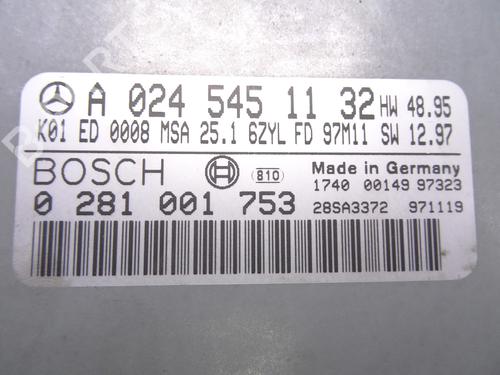 A 024 545 11 32 HW 48.95
K01 ED 0008 MSA 25.1 6ZYL FD 97M11 SW 12.97
BOSCH 810 Made in Germany
0 281 001 753 1740 00149 97323
28SA3372 971119